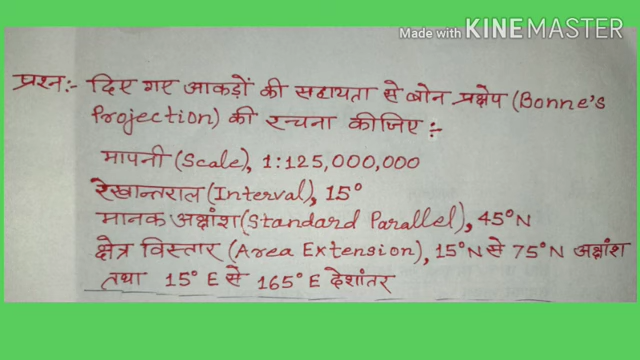 Made with KINEMASTER
प्रश्न:- दिए गए आकड़ों की सहायता से बोन प्रक्षेप (Bonne's
Projection) की रचना कीजिए :-
मापनी (Scale), 1:125,000,000
रेखान्तराल (Interval), 15°
मानक अक्षांश (Standard Parallel), 45°N
क्षेत्र विस्तार (Area Extension), 15°N से 75°N अक्षांश
तथा 15° E से 165° E देशांतर